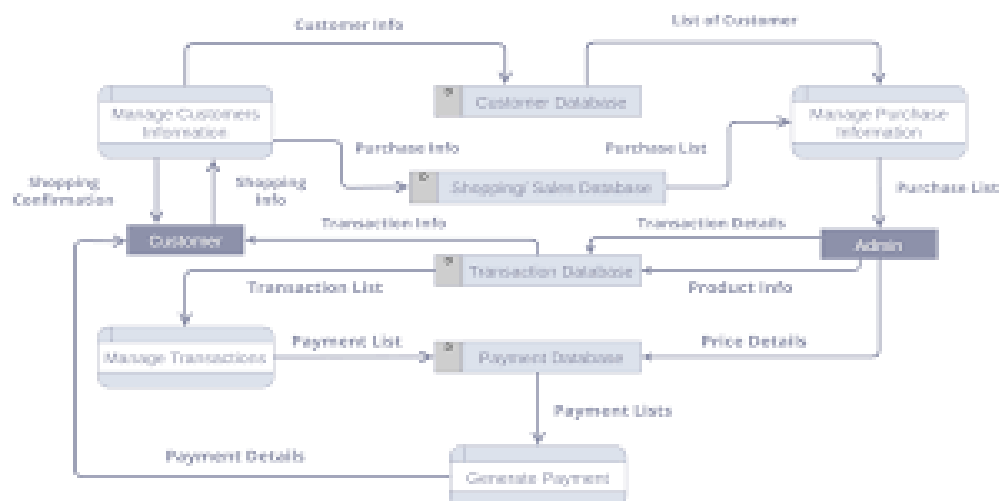 Customer Info
List of Customer
Customer Database
Manage Customers
Information
Manage Purchase
Information
Purchase Info
Purchase List
Shopping/ Sales Database
Shopping
Confirmation
Shopping
Info
Purchase List
Transaction Info
Transaction Details
Customer
Admin
Transaction Database
Transaction List
Product Info
Payment List
Price Details
Manage Transactions
Payment Database
Payment Lists
Payment Details
Generate Payment